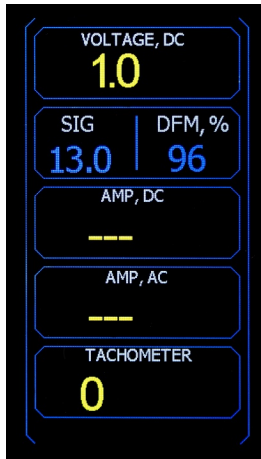 VOLTAGE, DC
1.0
SIG DFM, %
13.0 96
AMP, DC
---
AMP, AC
---
TACHOMETER
0